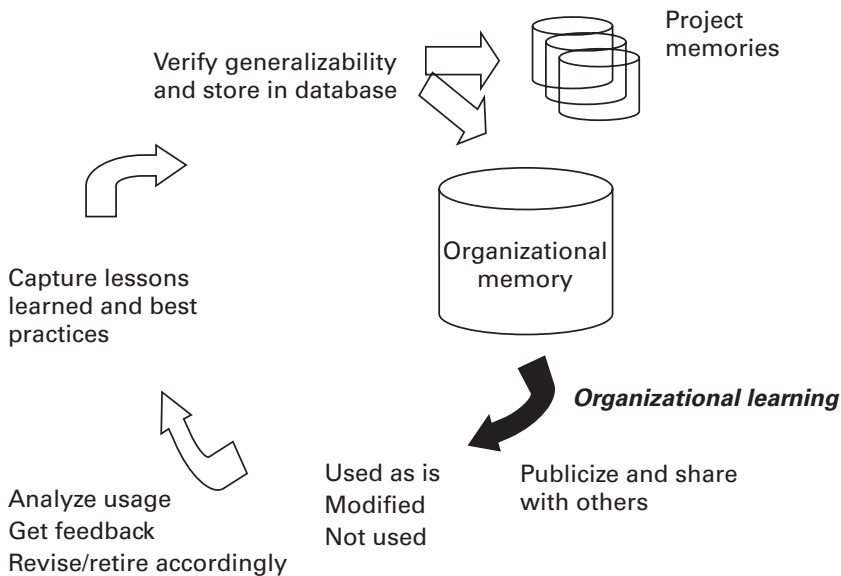 Project
memories
Verify generalizability
and store in database
Organizational
memory
Capture lessons
learned and best
practices
Organizational learning
Publicize and share
with others
Used as is
Modified
Not used
Analyze usage
Get feedback
Revise/retire accordingly